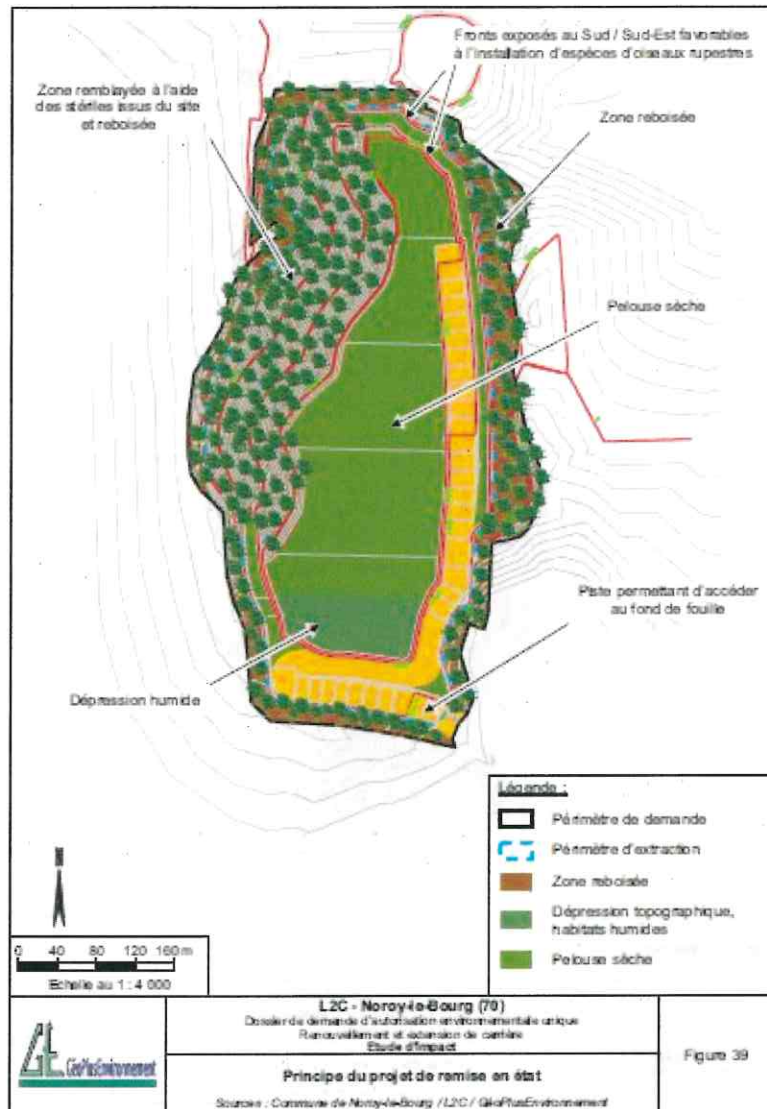 Fronts exposés au Sud / Sud-Est favorables
à l'installation d'espèces d'oiseaux rupestres
Zone remblayée à l'aide
des stériles issus du site
et reboisée
Zone reboisée
Pelouse sèche
Piste permettant d'accéder
au fond de fouille
Dépression humide
Légende :
Périmètre de demande
Périmètre d'extraction
Zone reboisée
Dépression topographique,
habitats humides
Pelouse sèche
N
0 40 80 120 160 m
Echelle au 1 : 4 000
GéoPlusEnvironnement
L2C - Noroy-le-Bourg (70)
Dossier de demande d'autorisation environnementale unique
Renouvellement et extension de carrière
Etude d'Impact
Principe du projet de remise en état
Sources : Commune de Noroy-le-Bourg / L2C / GéoPlusEnvironnement
Figure 39